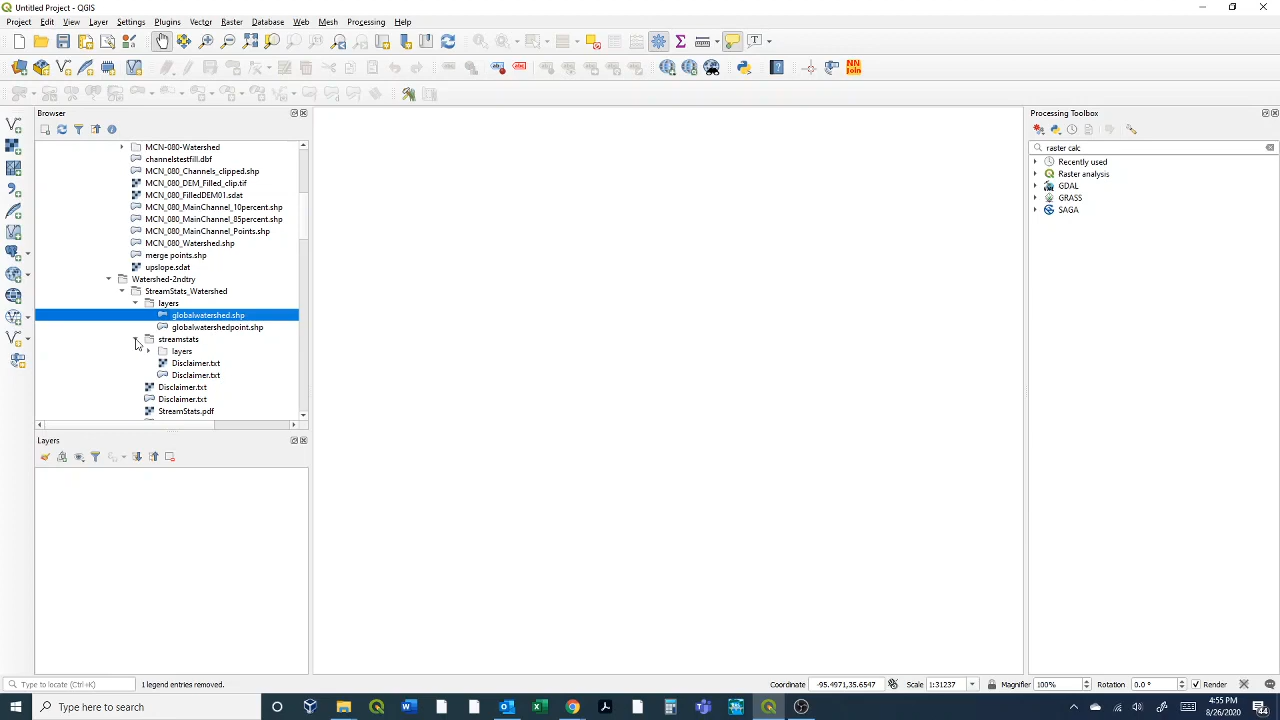 Untitled Project - QGIS
Project Edit View Layer Settings Plugins Vector Raster Database Web Mesh Processing Help
Browser
MCN-080-Watershed
channelstestfill.dbf
MCN_080_Channels_clipped.shp
MCN_080_DEM_Filled_clip.tif
MCN_080_FilledDEM01.sdat
MCN_080_MainChannel_10percent.shp
MCN_080_MainChannel_85percent.shp
MCN_080_MainChannel_Points.shp
MCN_080_Watershed.shp
merge points.shp
upslope.sdat
Watershed-2ndtry
StreamStats_Watershed
layers
globalwatershed.shp
globalwatershedpoint.shp
streamstats
layers
Disclaimer.txt
Disclaimer.txt
Disclaimer.txt
Disclaimer.txt
StreamStats.pdf
Layers
Processing Toolbox
raster calc
Recently used
Raster analysis
GDAL
GRASS
SAGA
NN
Join
Type to locate (Ctrl+K)
1 legend entries removed.
Coordinate -95.4971,35.6547
Scale 1:31237
Magnifier 100%
Rotation 0.0 °
Render
Type here to search
4:55 PM
8/26/2020